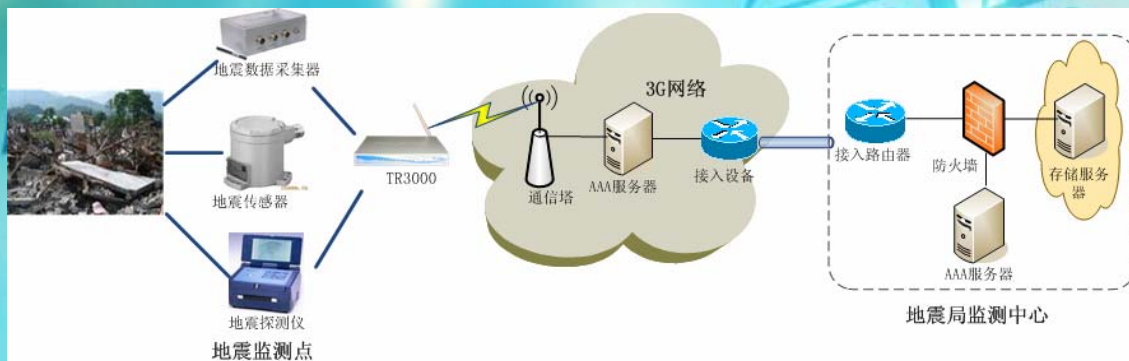 地震数据采集器
地震传感器
地震探测仪
地震监测点
TR3000
3G网络
通信塔
AAA服务器
接入设备
接入路由器
防火墙
存储服务
器
AAA服务器
地震局监测中心